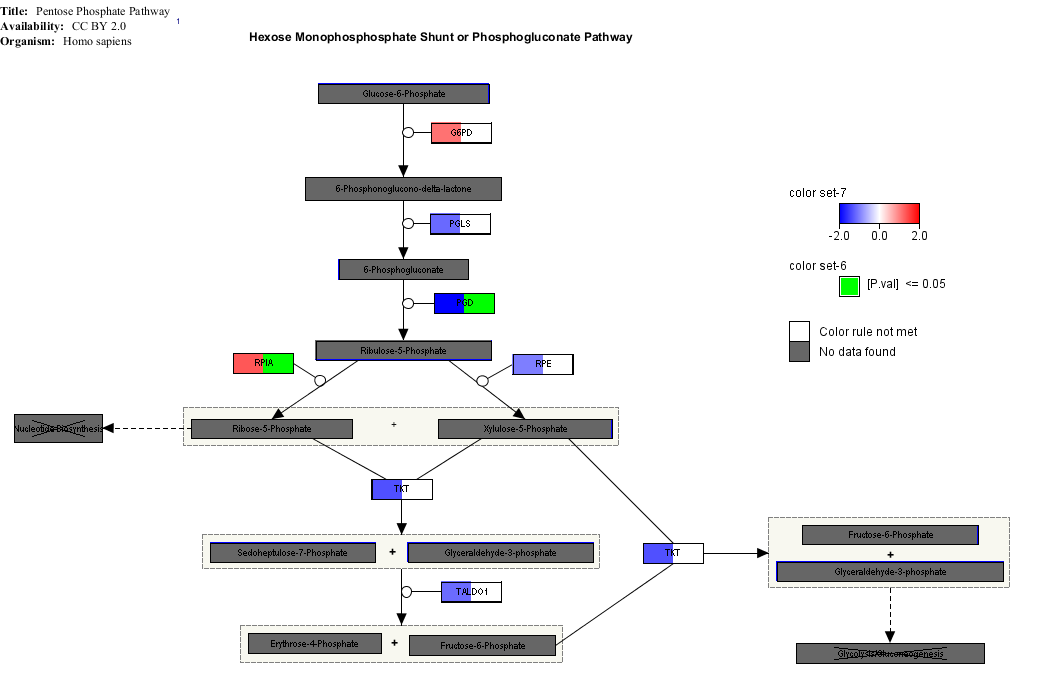 Title: Pentose Phosphate Pathway
Availability: CC BY 2.0
1
Organism: Homo sapiens
Hexose Monophosphosphate Shunt or Phosphogluconate Pathway
Glucose-6-Phosphate
G6PD
6-Phosphonoglucono-delta-lactone
color set-7
PGLS
-2.0 0.0 2.0
6-Phosphogluconate
color set-6
[P.val] <= 0.05
PGD
Color rule not met
Ribulose-5-Phosphate
No data found
RPIA
RPE
Nucleotide Biosynthesis
Ribose-5-Phosphate
+
Xylulose-5-Phosphate
TKT
Sedoheptulose-7-Phosphate
+
Glyceraldehyde-3-phosphate
TKT
Fructose-6-Phosphate
+
Glyceraldehyde-3-phosphate
TALDO1
Erythrose-4-Phosphate
+
Fructose-6-Phosphate
Glycolysis/Gluconeogenesis